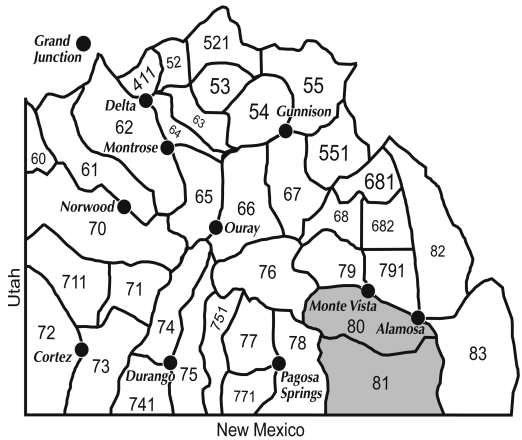 521
Grand
Junction
52
411
53
55
Delta
54
63
Gunnison
62
64
Montrose
551
60
61
681
65
66
67
Norwood
68
682
70
Ouray
82
76
79
791
711
71
Utah
Monte Vista
751
80
Alamosa
72
74
77
78
Cortez
73
83
Durango
75
Pagosa
Springs
81
741
771
New Mexico